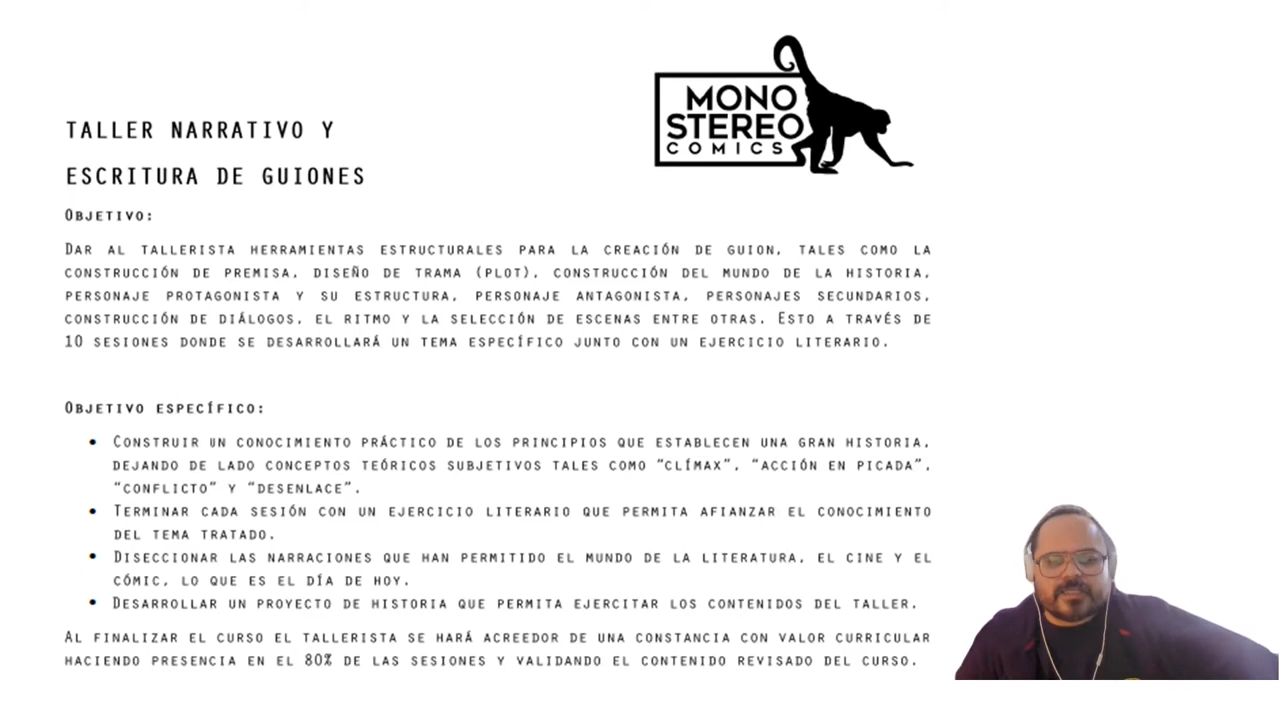 MONO
STEREO
COMICS
TALLER NARRATIVO Y
ESCRITURA DE GUIONES
OBJETIVO:
DAR AL TALLERISTA HERRAMIENTAS ESTRUCTURALES PARA LA CREACIÓN DE GUION, TALES COMO LA
CONSTRUCCIÓN DE PREMISA, DISEÑO DE TRAMA (PLOT), CONSTRUCCIÓN DEL MUNDO DE LA HISTORIA,
PERSONAJE PROTAGONISTA Y SU ESTRUCTURA, PERSONAJE ANTAGONISTA, PERSONAJES SECUNDARIOS,
CONSTRUCCIÓN DE DIÁLOGOS, EL RITMO Y LA SELECCIÓN DE ESCENAS ENTRE OTRAS. ESTO A TRAVÉS DE
10 SESIONES DONDE SE DESARROLLARÁ UN TEMA ESPECÍFICO JUNTO CON UN EJERCICIO LITERARIO.
OBJETIVO ESPECÍFICO:
• CONSTRUIR UN CONOCIMIENTO PRÁCTICO DE LOS PRINCIPIOS QUE ESTABLECEN UNA GRAN HISTORIA,
DEJANDO DE LADO CONCEPTOS TEÓRICOS SUBJETIVOS TALES COMO “CLÍMAX”, “ACCIÓN EN PICADA”,
“CONFLICTO” Y “DESENLACE”.
• TERMINAR CADA SESIÓN CON UN EJERCICIO LITERARIO QUE PERMITA AFIANZAR EL CONOCIMIENTO
DEL TEMA TRATADO.
• DISECCIONAR LAS NARRACIONES QUE HAN PERMITIDO EL MUNDO DE LA LITERATURA, EL CINE Y EL
CÓMIC, LO QUE ES EL DÍA DE HOY.
• DESARROLLAR UN PROYECTO DE HISTORIA QUE PERMITA EJERCITAR LOS CONTENIDOS DEL TALLER.
AL FINALIZAR EL CURSO EL TALLERISTA SE HARÁ ACREEDOR DE UNA CONSTANCIA CON VALOR CURRICULAR
HACIENDO PRESENCIA EN EL 80% DE LAS SESIONES Y VALIDANDO EL CONTENIDO REVISADO DEL CURSO.